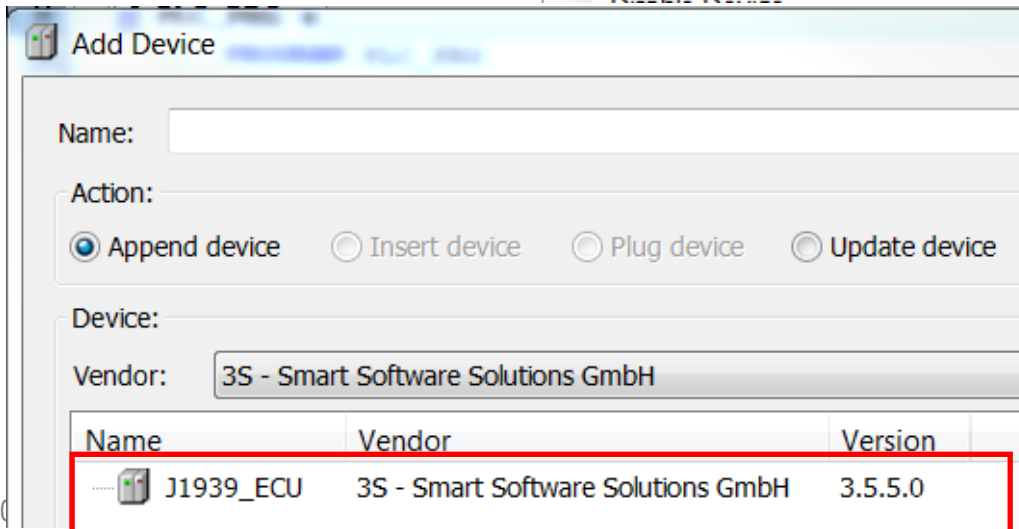 Add Device
Name:
Action:
Append device Insert device Plug device Update device
Device:
Vendor: 3S - Smart Software Solutions GmbH
Name Vendor Version
J1939_ECU 3S - Smart Software Solutions GmbH 3.5.5.0